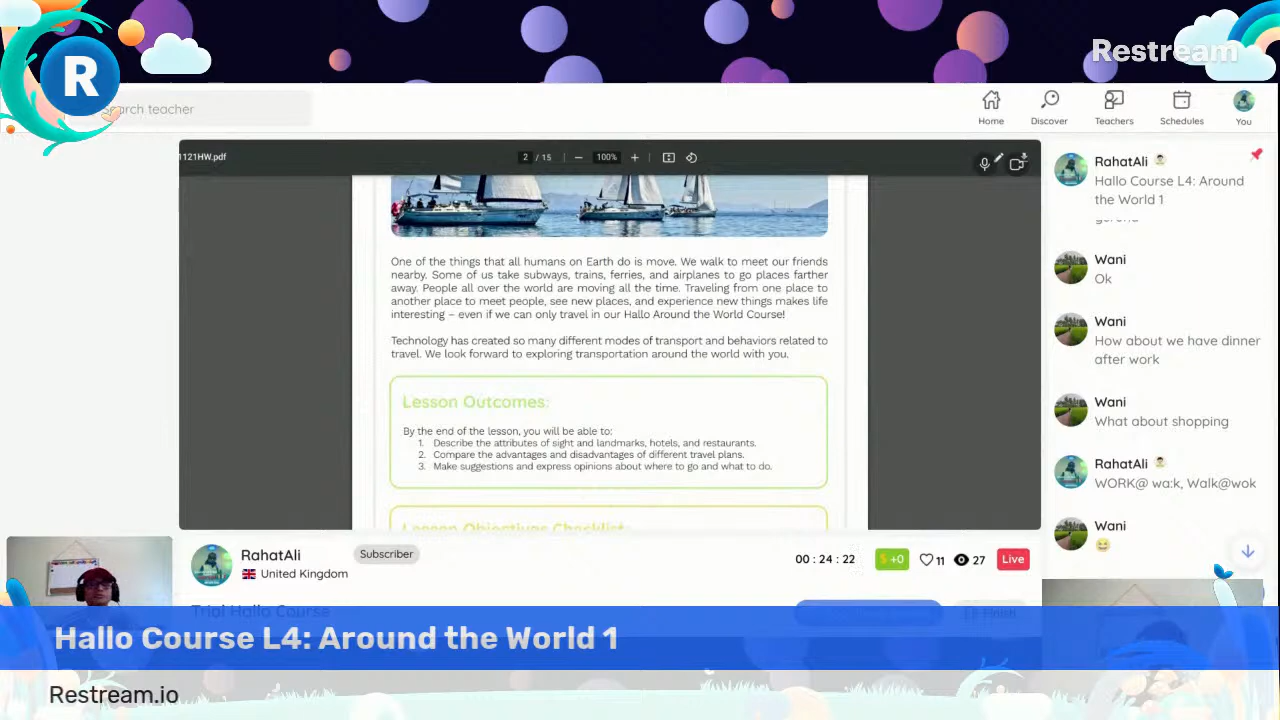 R
Restream
search teacher
Home
Discover
Teachers
Schedules
You
1121HW.pdf
2 / 15
100%
One of the things that all humans on Earth do is move. We walk to meet our friends
nearby. Some of us take subways, trains, ferries, and airplanes to go places farther
away. People all over the world are moving all the time. Traveling from one place to
another place to meet people, see new places, and experience new things makes life
interesting – even if we can only travel in our Hallo Around the World Course!
Technology has created so many different modes of transport and behaviors related to
travel. We look forward to exploring transportation around the world with you.
Lesson Outcomes:
By the end of the lesson, you will be able to:
1. Describe the attributes of sight and landmarks, hotels, and restaurants.
2. Compare the advantages and disadvantages of different travel plans.
3. Make suggestions and express opinions about where to go and what to do.
Lesson Objectives Checklist:
RahatAli
Hallo Course L4: Around
the World 1
Wani
Ok
Wani
How about we have dinner
after work
Wani
What about shopping
RahatAli
WORK@ wa:k, Walk@wok
Wani
RahatAli
Subscriber
United Kingdom
00 : 24 : 22
$ +0
11
27
Live
Trial Hallo Course
Finish
Hallo Course L4: Around the World 1
Restream.io